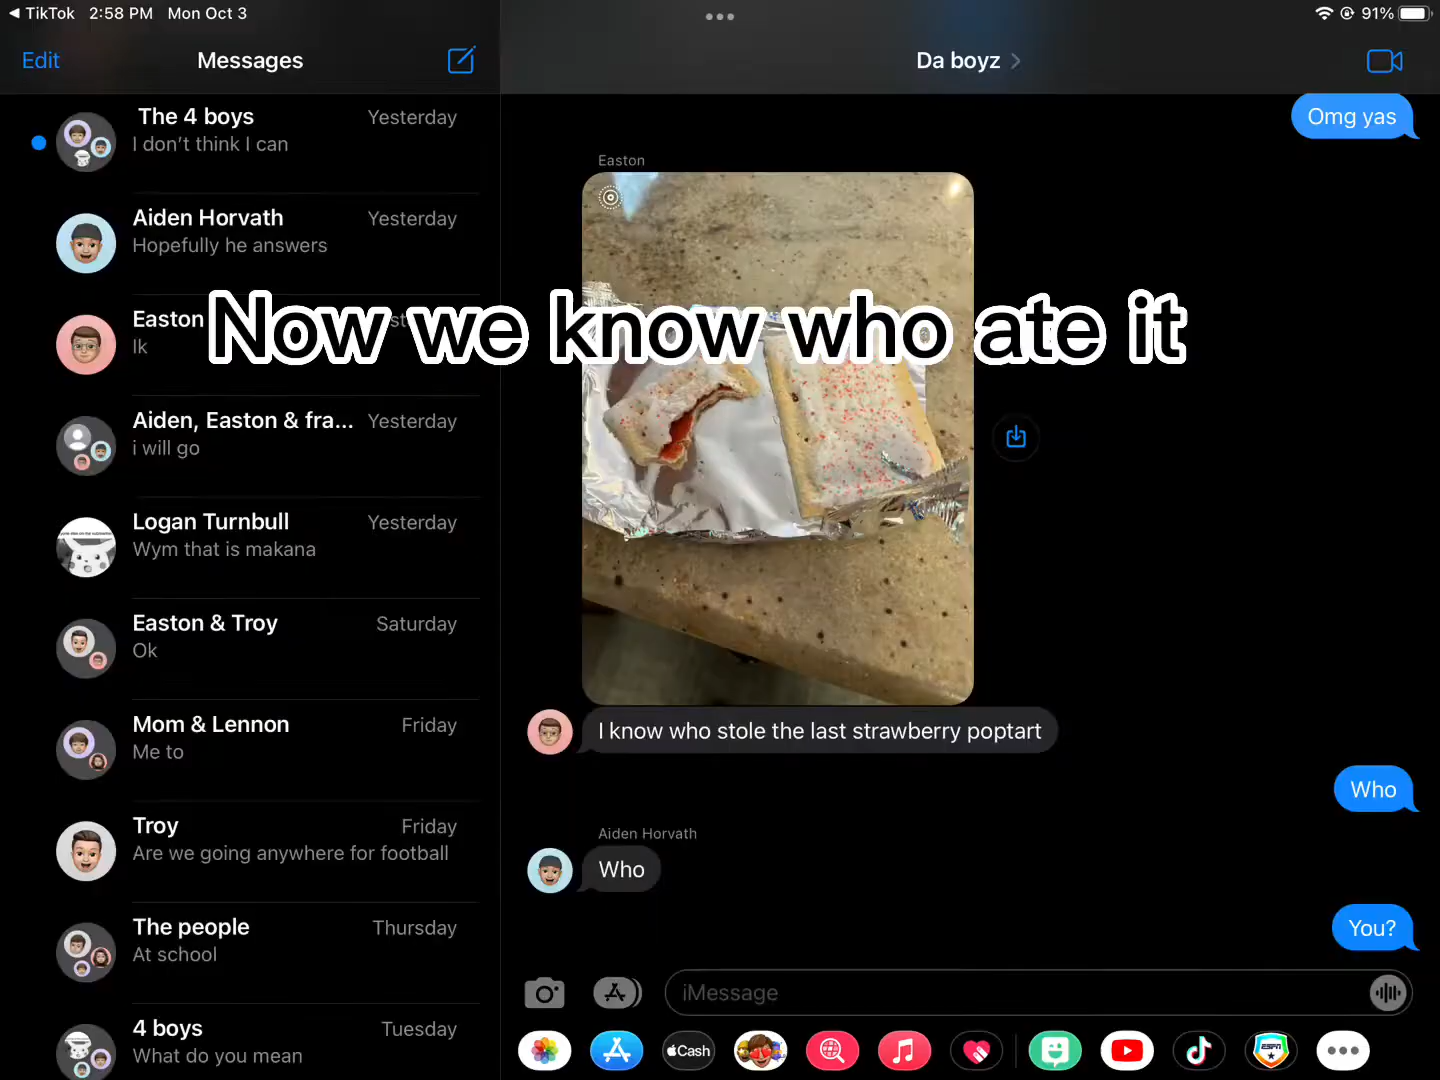 TikTok 2:58 PM Mon Oct 3
91%
Edit
Messages
Da boyz
The 4 boys
Yesterday
I don't think I can
Aiden Horvath
Yesterday
Hopefully he answers
Easton
lk
Aiden, Easton & fra...
Yesterday
i will go
Logan Turnbull
Yesterday
Wym that is makana
Easton & Troy
Saturday
Ok
Mom & Lennon
Friday
Me to
Troy
Friday
Are we going anywhere for football
The people
Thursday
At school
4 boys
Tuesday
What do you mean
Omg yas
Easton
Now we know who ate it
I know who stole the last strawberry poptart
Who
Aiden Horvath
Who
You?
iMessage
Cash
ESPN